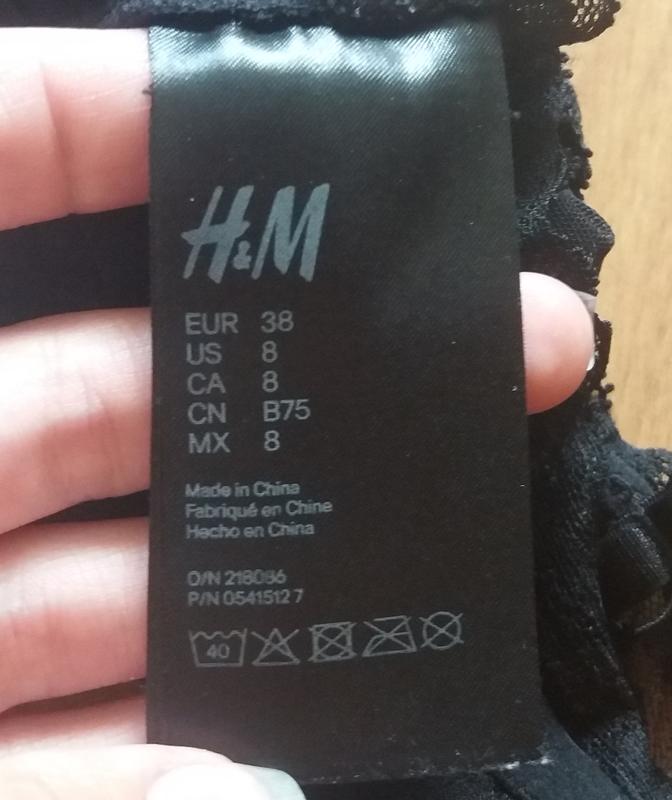 H&M
EUR 38
US 8
CA 8
CN B75
MX 8
Made in China
Fabriqué en Chine
Hecho en China
O/N 218086
P/N 0541512 7
40